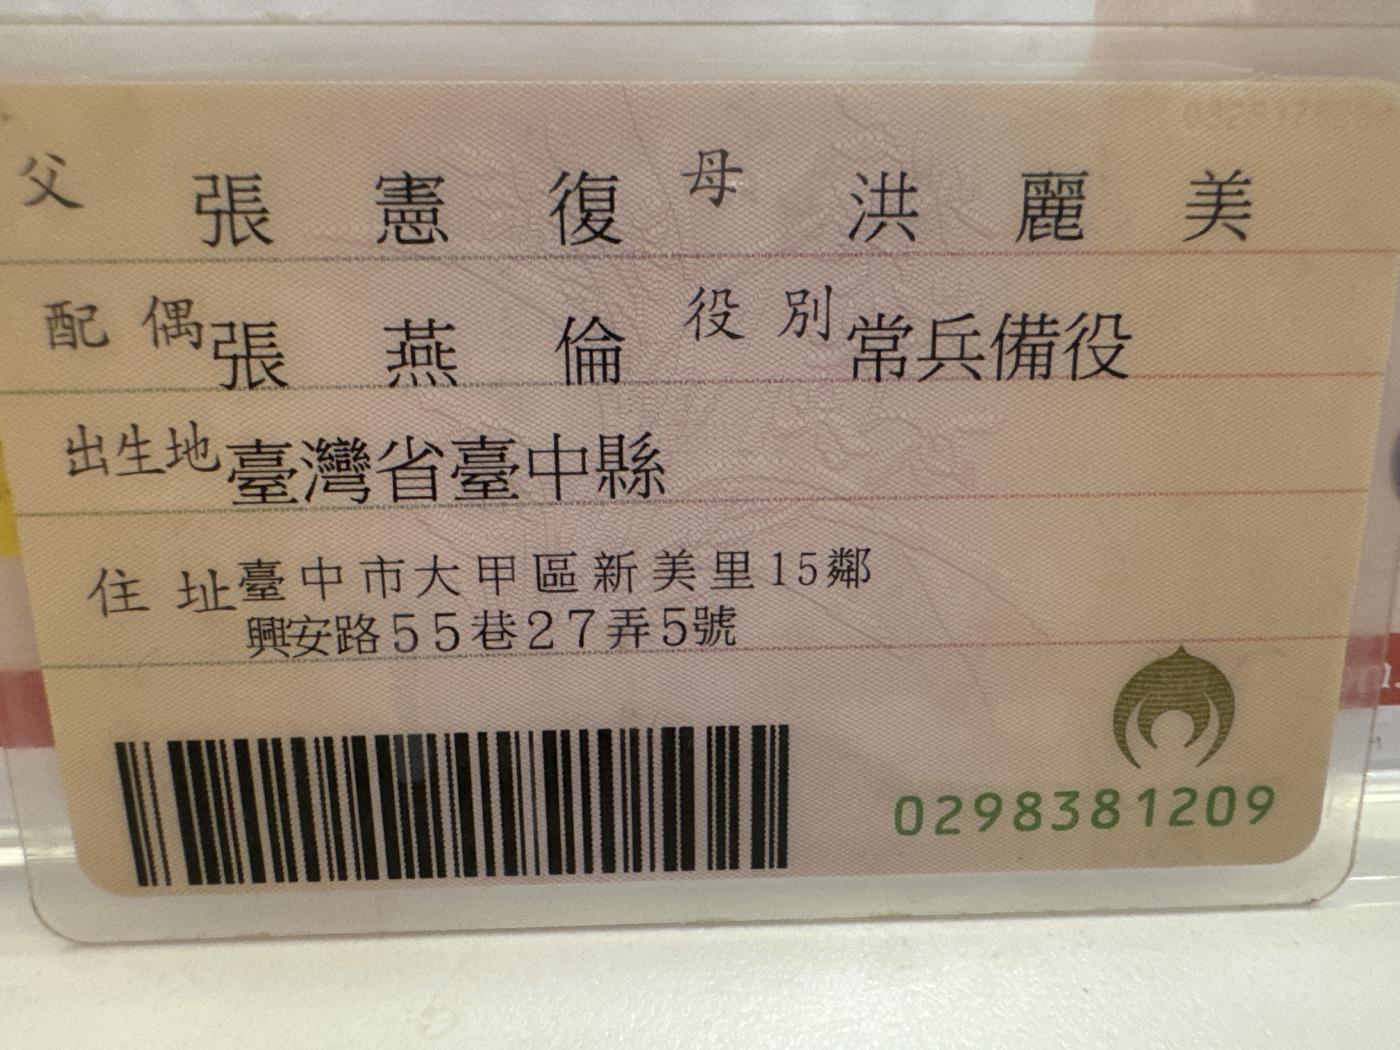 父 張憲復 母 洪麗美
配偶 張燕倫 役別 常兵備役
出生地 臺灣省臺中縣
住址 臺中市大甲區新美里15鄰
興安路55巷27弄5號
0298381209